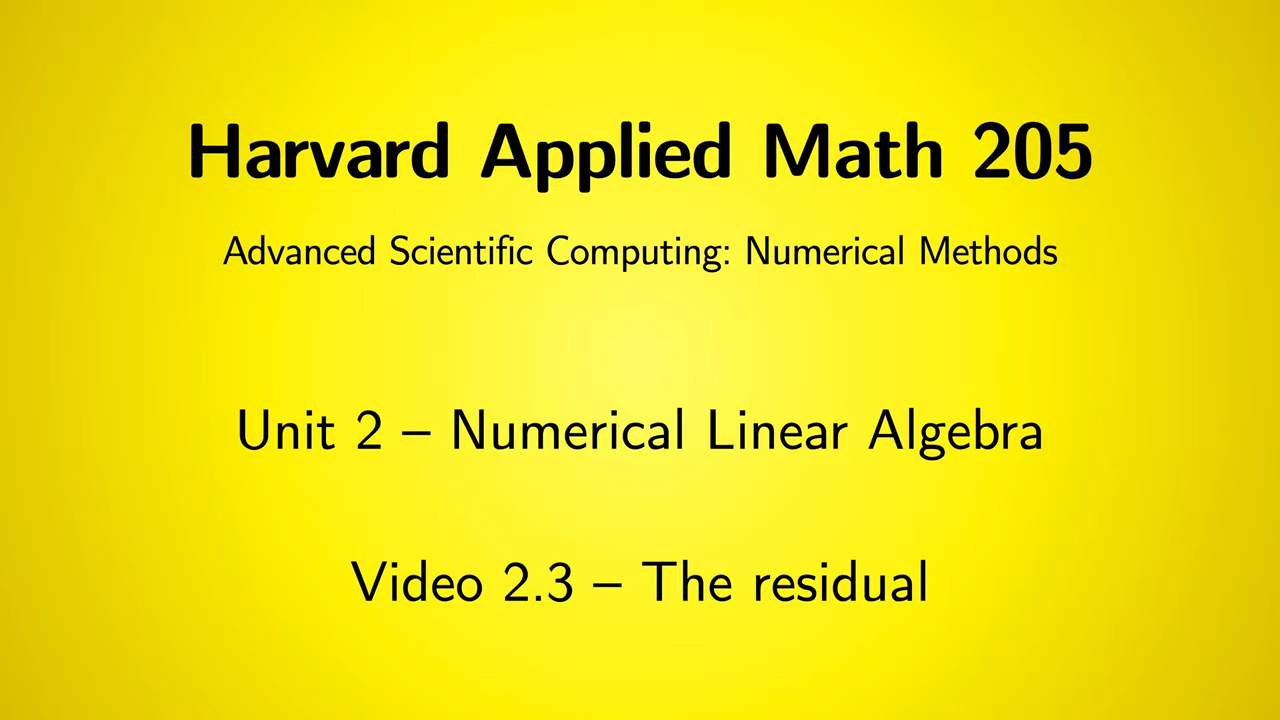 Harvard Applied Math 205
Advanced Scientific Computing: Numerical Methods
Unit 2 – Numerical Linear Algebra
Video 2.3 – The residual